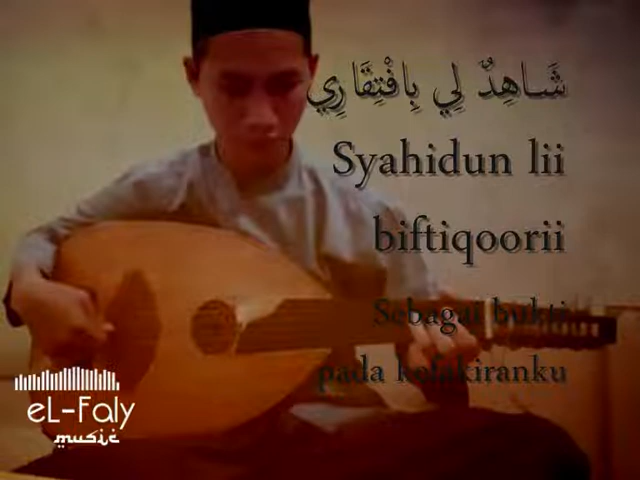 شَاهِدٌ لِي بِافْتِقَارِي
Syahidun lii
biftiqoorii
Sebagai bukti
pada kefakiranku
eL-Faly
music